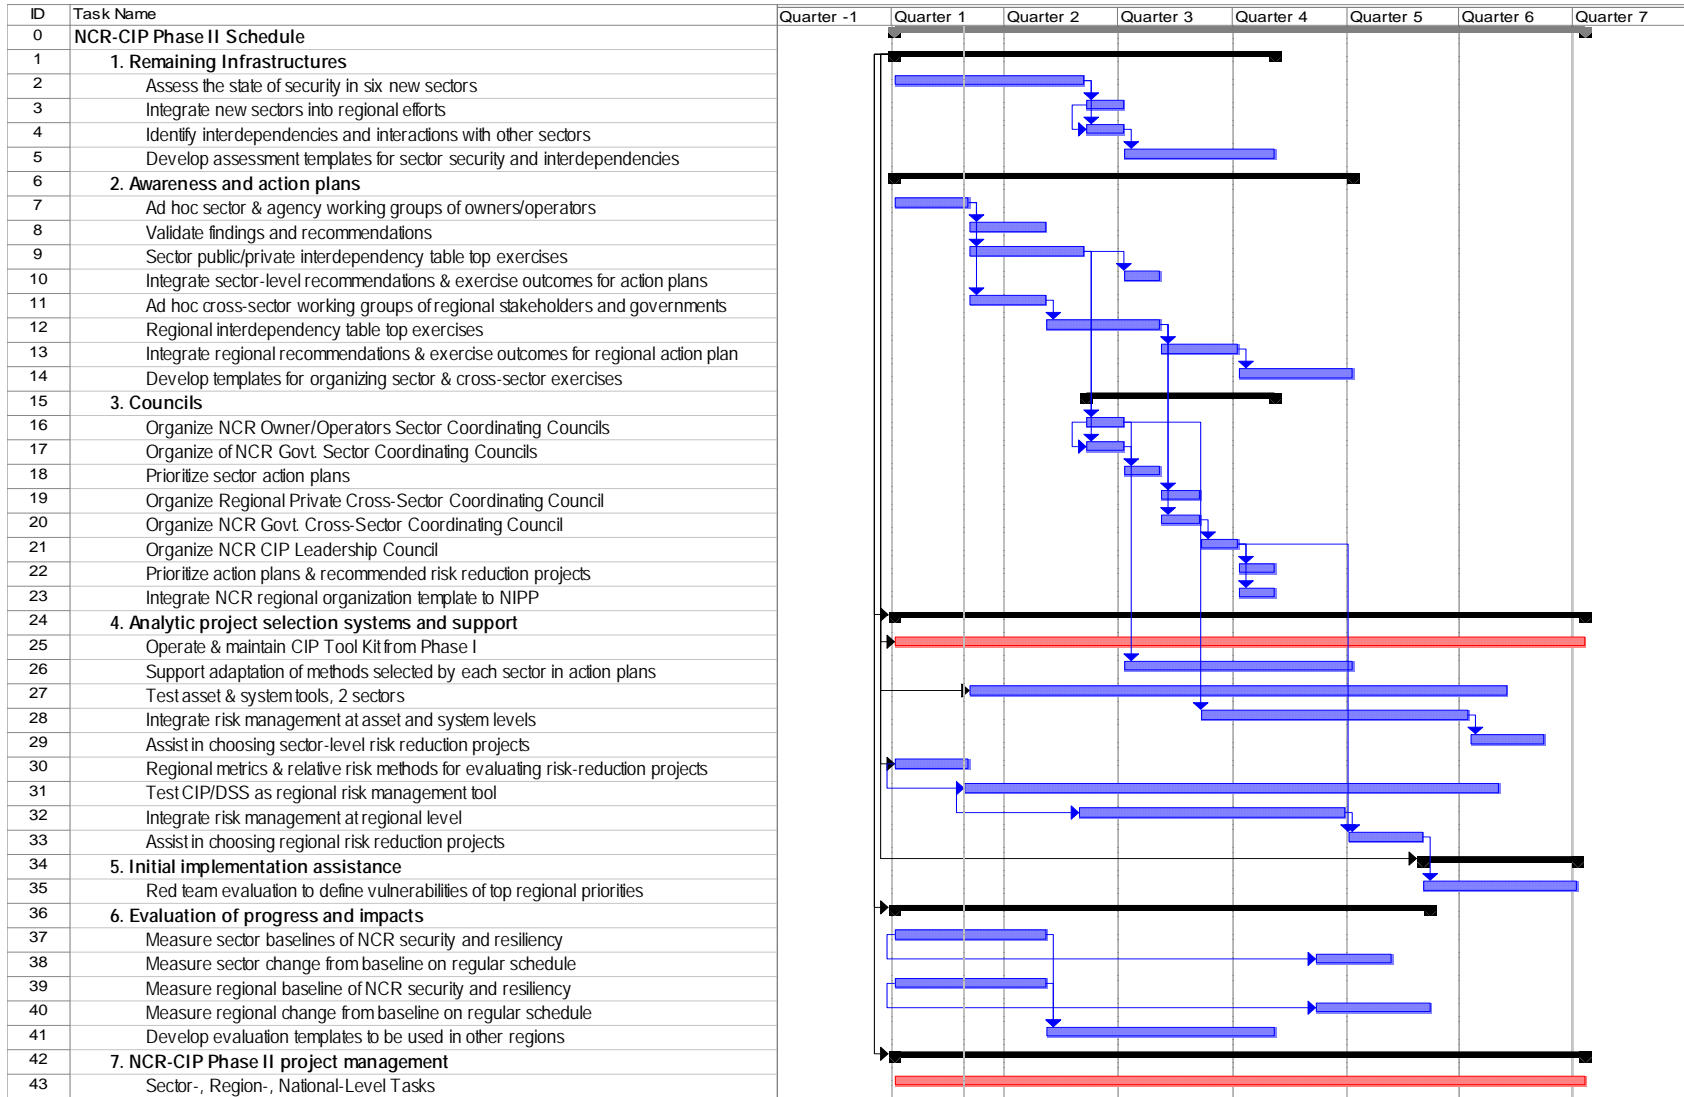 ID Task Name Quarter -1 Quarter 1 Quarter 2 Quarter 3 Quarter 4 Quarter 5 Quarter 6 Quarter 7
0 NCR-CIP Phase II Schedule
1 1. Remaining Infrastructures
2 Assess the state of security in six new sectors
3 Integrate new sectors into regional efforts
4 Identify interdependencies and interactions with other sectors
5 Develop assessment templates for sector security and interdependencies
6 2. Awareness and action plans
7 Ad hoc sector & agency working groups of owners/operators
8 Validate findings and recommendations
9 Sector public/private interdependency table top exercises
10 Integrate sector-level recommendations & exercise outcomes for action plans
11 Ad hoc cross-sector working groups of regional stakeholders and governments
12 Regional interdependency table top exercises
13 Integrate regional recommendations & exercise outcomes for regional action plan
14 Develop templates for organizing sector & cross-sector exercises
15 3. Councils
16 Organize NCR Owner/Operators Sector Coordinating Councils
17 Organize of NCR Govt. Sector Coordinating Councils
18 Prioritize sector action plans
19 Organize Regional Private Cross-Sector Coordinating Council
20 Organize NCR Govt. Cross-Sector Coordinating Council
21 Organize NCR CIP Leadership Council
22 Prioritize action plans & recommended risk reduction projects
23 Integrate NCR regional organization template to NIPP
24 4. Analytic project selection systems and support
25 Operate & maintain CIP Tool Kit from Phase I
26 Support adaptation of methods selected by each sector in action plans
27 Test asset & system tools, 2 sectors
28 Integrate risk management at asset and system levels
29 Assist in choosing sector-level risk reduction projects
30 Regional metrics & relative risk methods for evaluating risk-reduction projects
31 Test CIP/DSS as regional risk management tool
32 Integrate risk management at regional level
33 Assist in choosing regional risk reduction projects
34 5. Initial implementation assistance
35 Red team evaluation to define vulnerabilities of top regional priorities
36 6. Evaluation of progress and impacts
37 Measure sector baselines of NCR security and resiliency
38 Measure sector change from baseline on regular schedule
39 Measure regional baseline of NCR security and resiliency
40 Measure regional change from baseline on regular schedule
41 Develop evaluation templates to be used in other regions
42 7. NCR-CIP Phase II project management
43 Sector-, Region-, National-Level Tasks